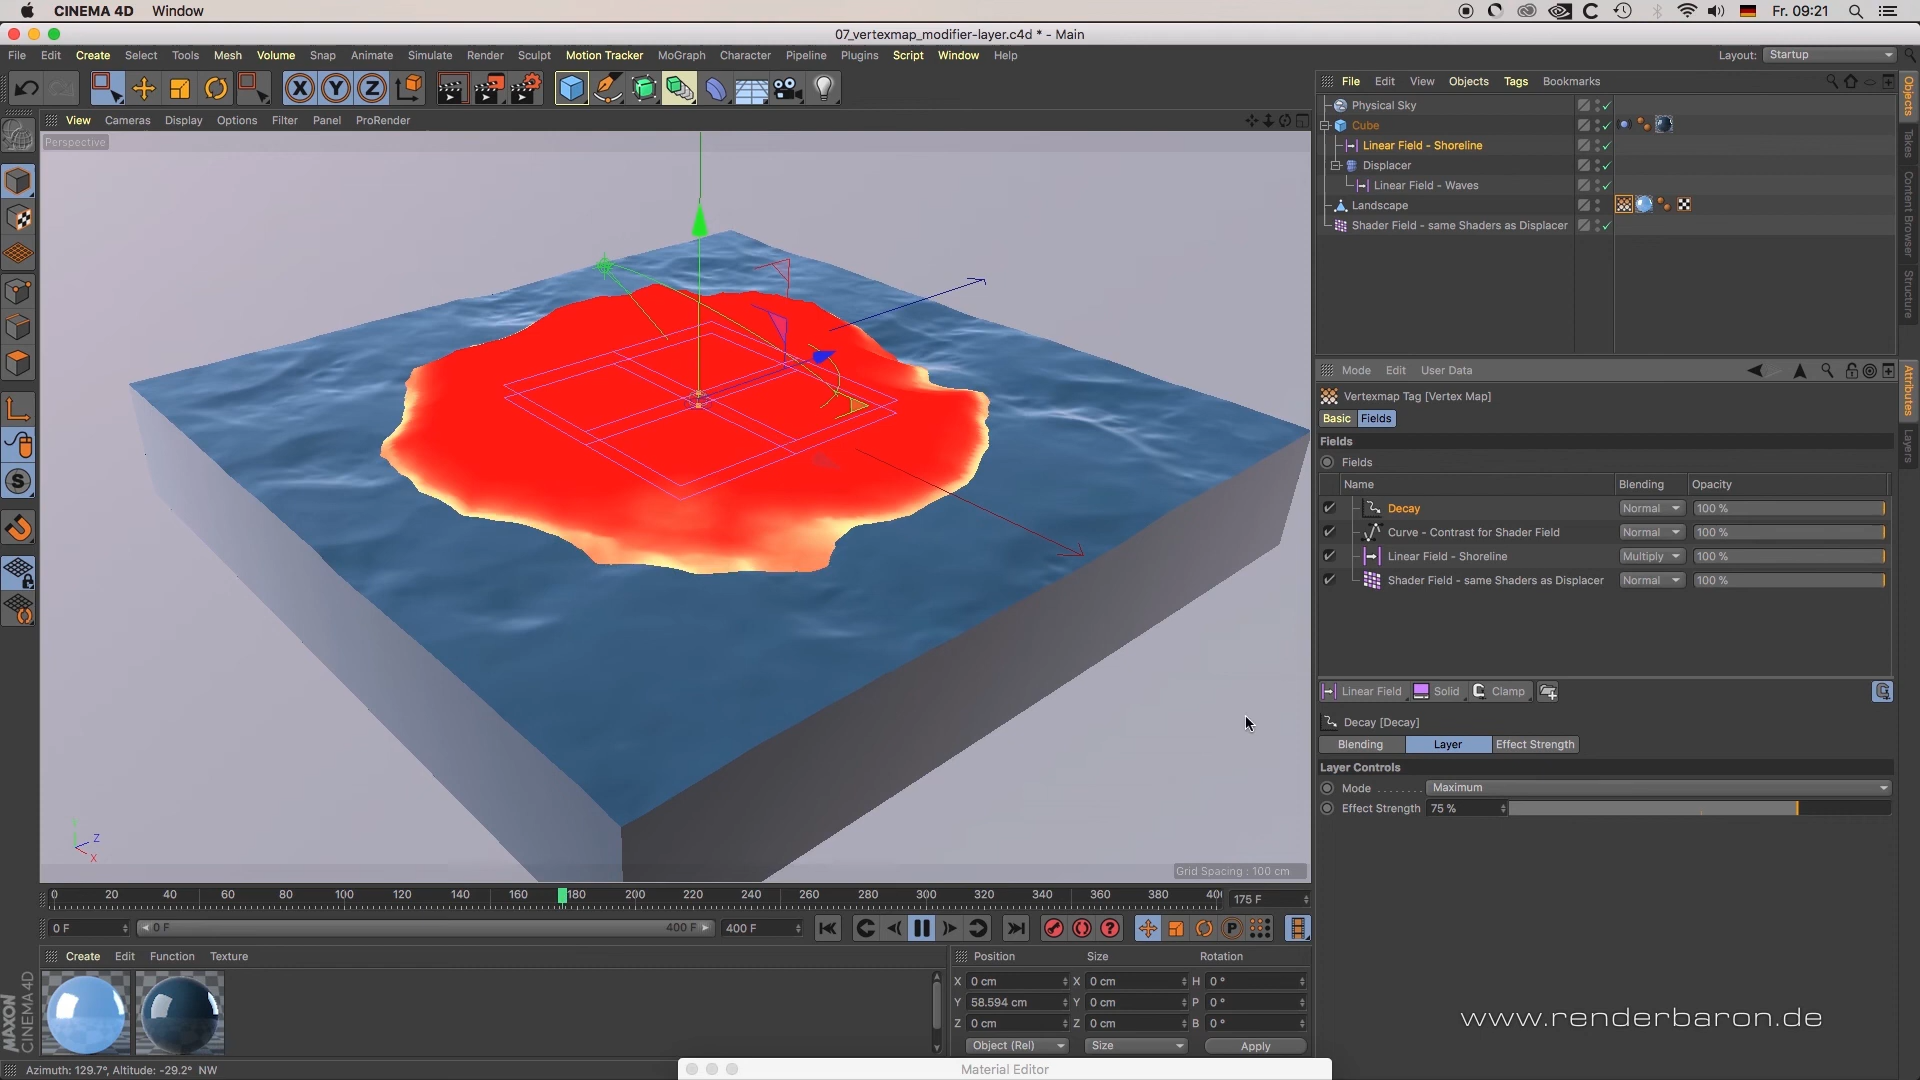 CINEMA 4D Window
Fr. 09:21
07_vertexmap_modifier-layer.c4d * - Main
File Edit Create Select Tools Mesh Volume Snap Animate Simulate Render Sculpt Motion Tracker MoGraph Character Pipeline Plugins Script Window Help
Layout: Startup
X Y Z
File Edit View Objects Tags Bookmarks
View Cameras Display Options Filter Panel ProRender
Perspective
Physical Sky
Cube
Linear Field - Shoreline
Displacer
Linear Field - Waves
Landscape
Shader Field - same Shaders as Displacer
Objects
Takes
Content Browser
Structure
Mode Edit User Data
Vertexmap Tag [Vertex Map]
Basic Fields
Fields
Fields
Name Blending Opacity
Decay Normal 100 %
Curve - Contrast for Shader Field Normal 100 %
Linear Field - Shoreline Multiply 100 %
Shader Field - same Shaders as Displacer Normal 100 %
Attributes
Layers
Linear Field Solid Clamp
Decay [Decay]
Blending Layer Effect Strength
Layer Controls
Mode Maximum
Effect Strength 75 %
Y Z X
Grid Spacing : 100 cm
0 20 40 60 80 100 120 140 160 180 200 220 240 260 280 300 320 340 360 380 40
175 F
0 F 0 F 400 F 400 F
Create Edit Function Texture
Position Size Rotation
X 0 cm X 0 cm H 0 °
Y 58.594 cm Y 0 cm P 0 °
Z 0 cm Z 0 cm B 0 °
Object (Rel) Size Apply
MAXON
CINEMA 4D
www.renderbaron.de
Azimuth: 129.7°, Altitude: -29.2° NW
Material Editor